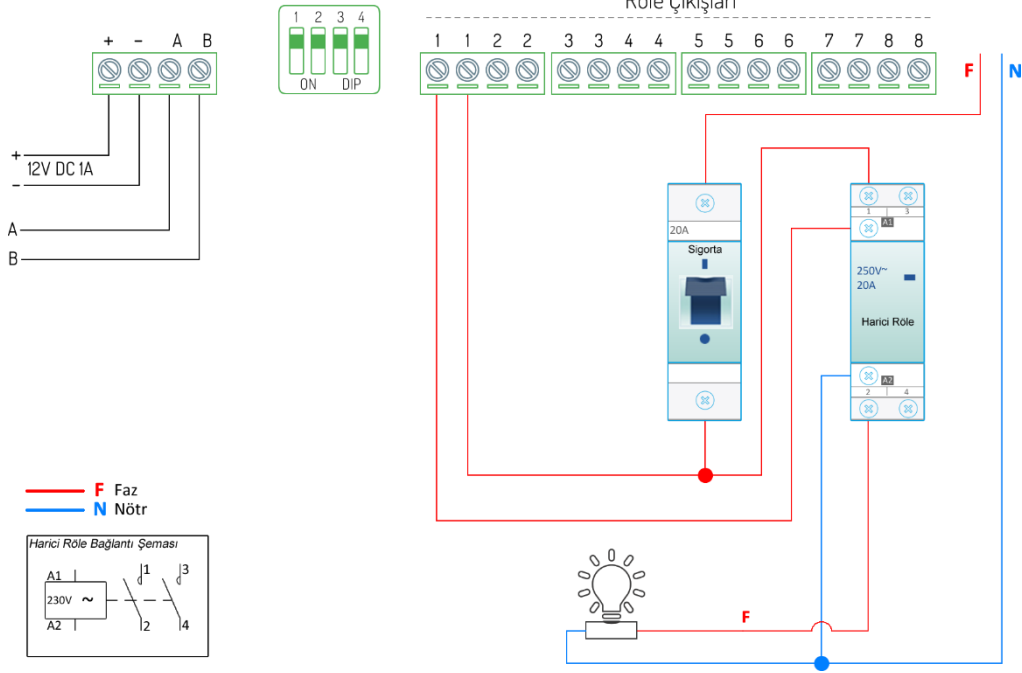 Röle Çıkışları
1 2 3 4
ON DIP
+ - A B
1 1 2 2 3 3 4 4 5 5 6 6 7 7 8 8
F N
+
12V DC 1A
-
A
B
20A
Sigorta
1 3
A1
250V~
20A
Harici Röle
A2
2 4
F Faz
N Nötr
Harici Röle Bağlantı Şeması
A1 1 3
230V ~
A2 2 4
F